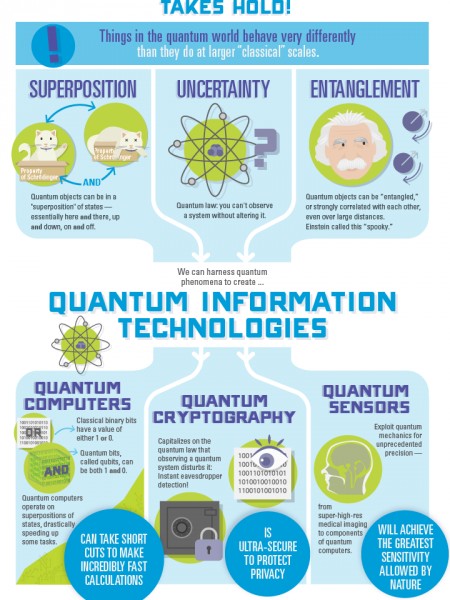 TAKES HOLD!
!
Things in the quantum world behave very differently
than they do at larger "classical" scales.
SUPERPOSITION
Property
of Schrödinger
Property
of Schrödinger
AND
Quantum objects can be in a
"superposition" of states —
essentially here and there, up
and down, on and off.
UNCERTAINTY
?
Quantum law: you can't observe
a system without altering it.
ENTANGLEMENT
Quantum objects can be "entangled,"
or strongly correlated with each other,
even over large distances.
Einstein called this "spooky."
We can harness quantum
phenomena to create ...
QUANTUM INFORMATION
TECHNOLOGIES
QUANTUM
COMPUTERS
OR
Classical binary bits
have a value of
either 1 or 0.
AND
Quantum bits,
called qubits, can
be both 1 and 0.
Quantum computers
operate on
superpositions of
states, drastically
speeding up
some tasks.
CAN TAKE SHORT
CUTS TO MAKE
INCREDIBLY FAST
CALCULATIONS
QUANTUM
CRYPTOGRAPHY
Capitalizes on the
quantum law that
observing a quantum
system disturbs it:
Instant eavesdropper
detection!
IS
ULTRA-SECURE
TO PROTECT
PRIVACY
QUANTUM
SENSORS
Exploit quantum
mechanics for
unprecedented
precision —
from
super-high-res
medical imaging
to components
of quantum
computers.
WILL ACHIEVE
THE GREATEST
SENSITIVITY
ALLOWED BY
NATURE